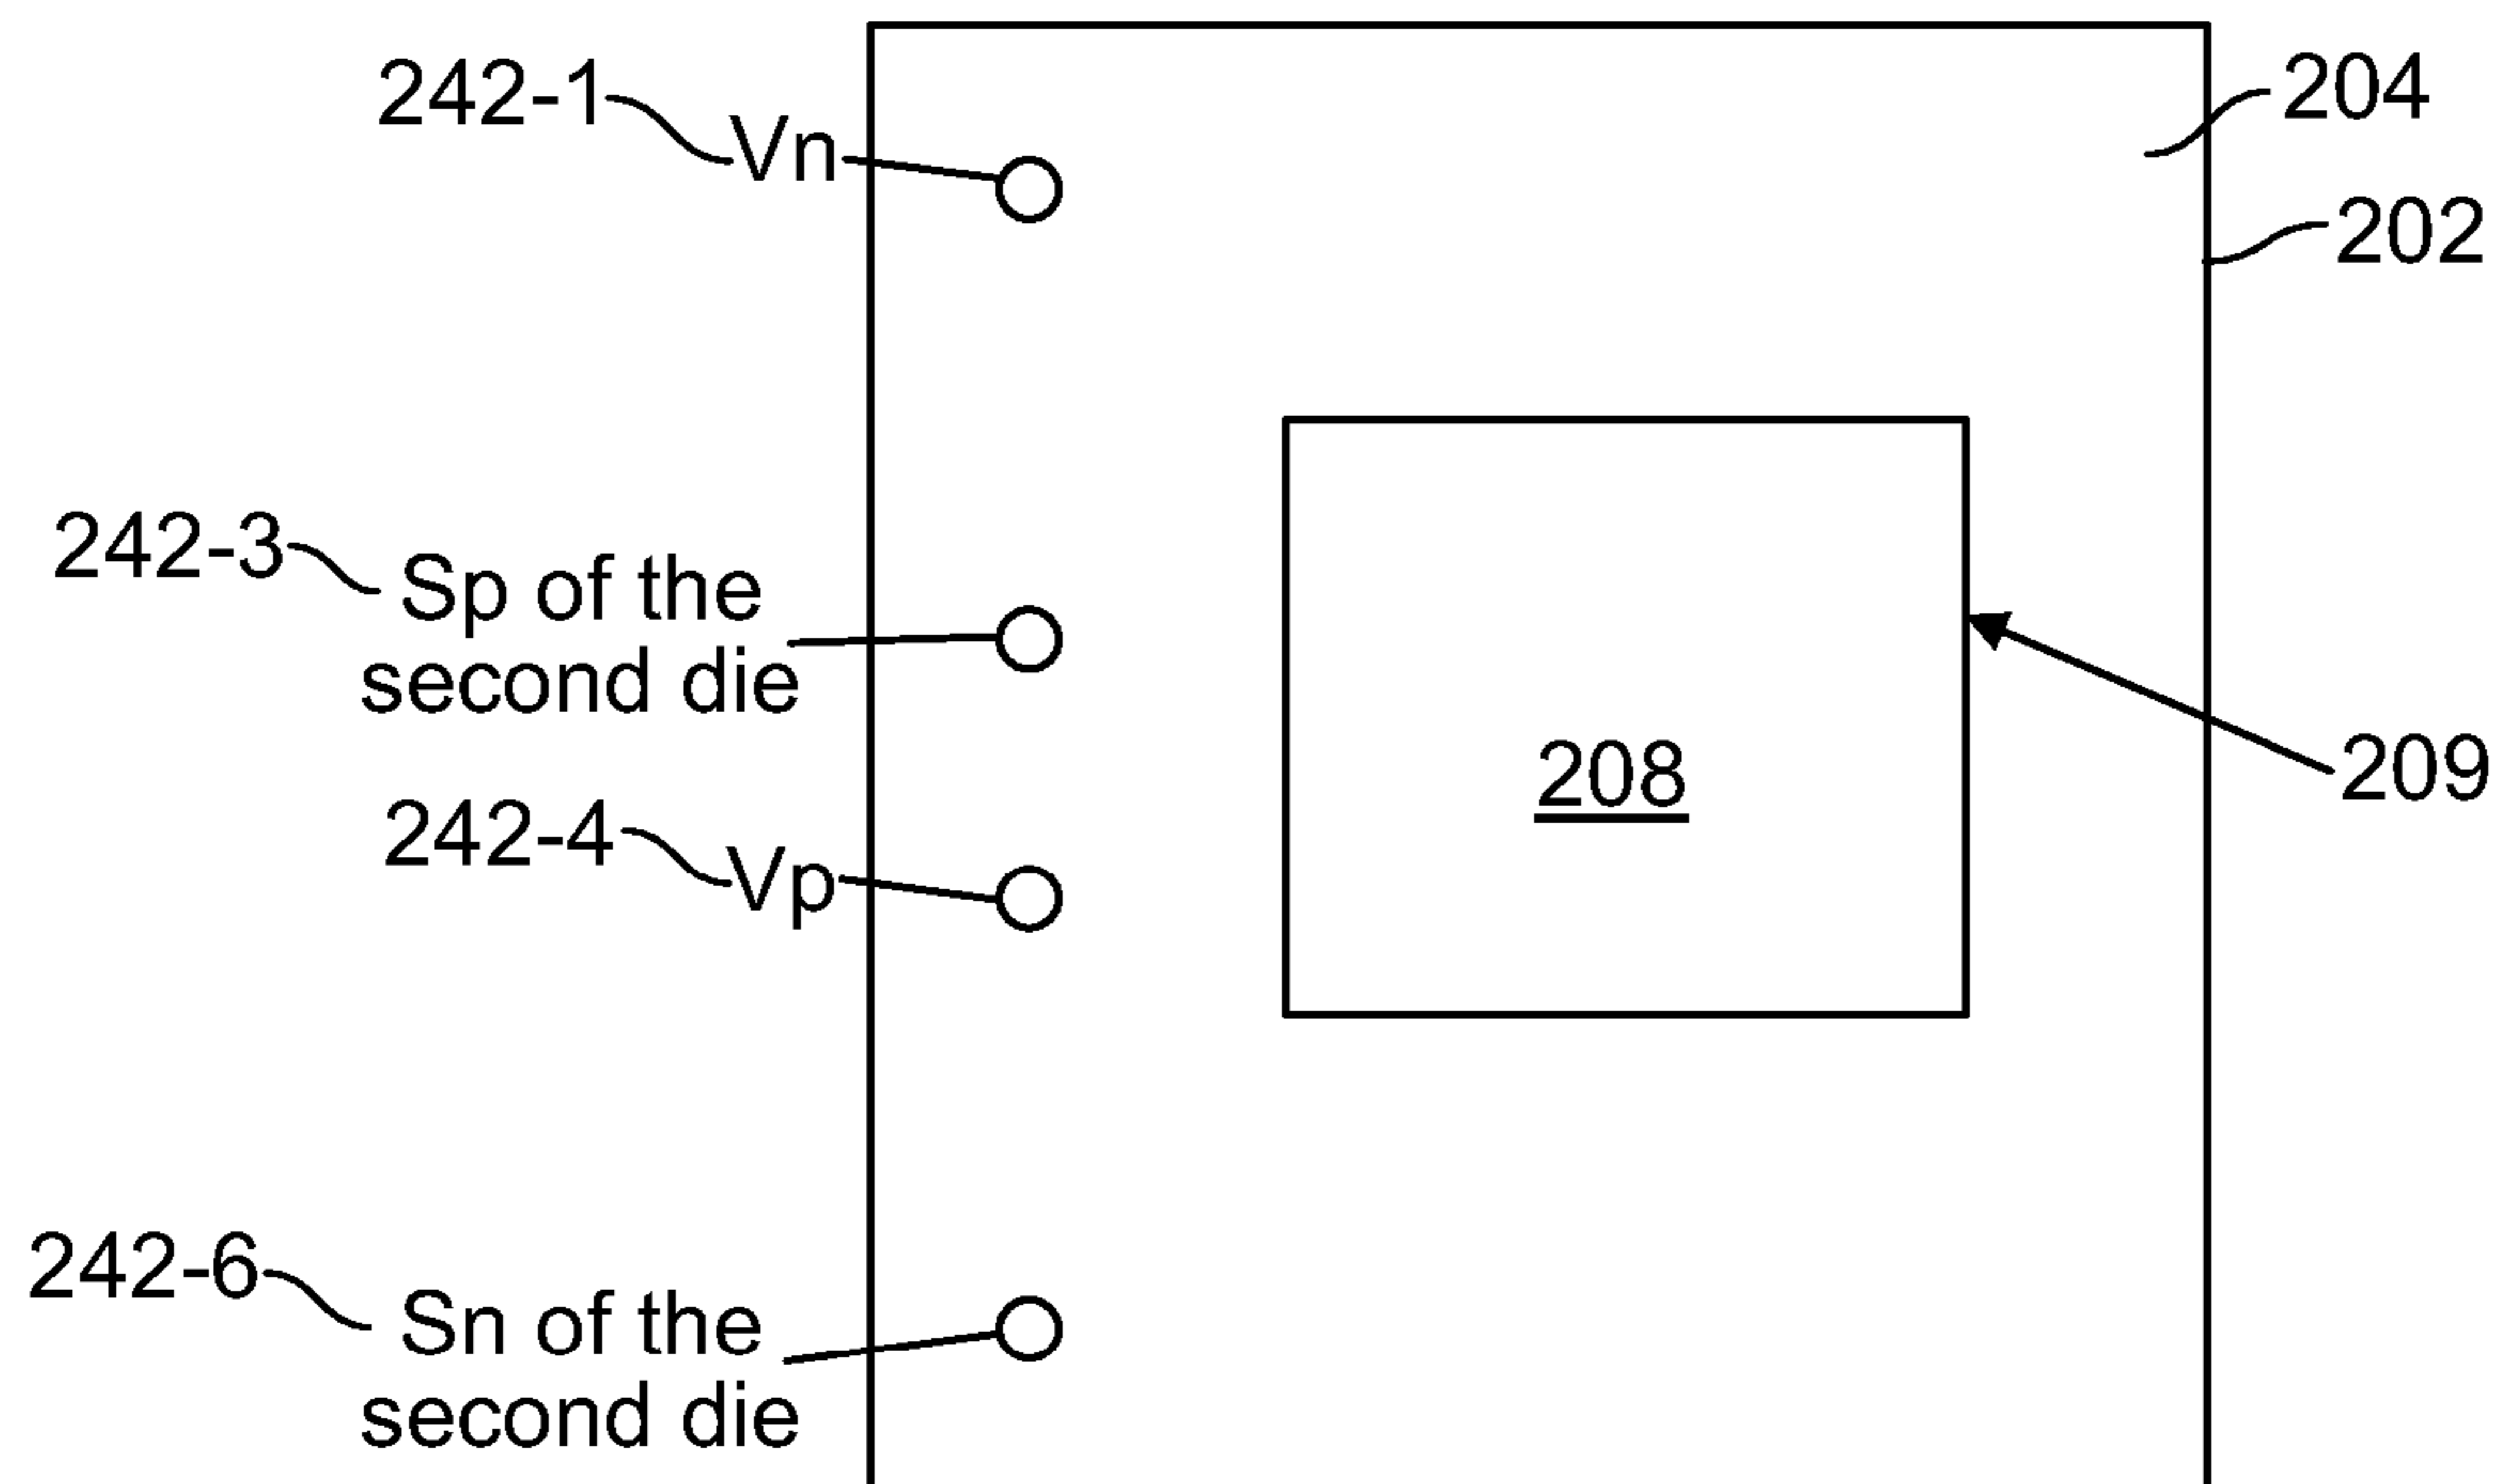 242-1
Vn
204
202
242-3
Sp of the
second die
208
209
242-4
Vp
242-6
Sn of the
second die